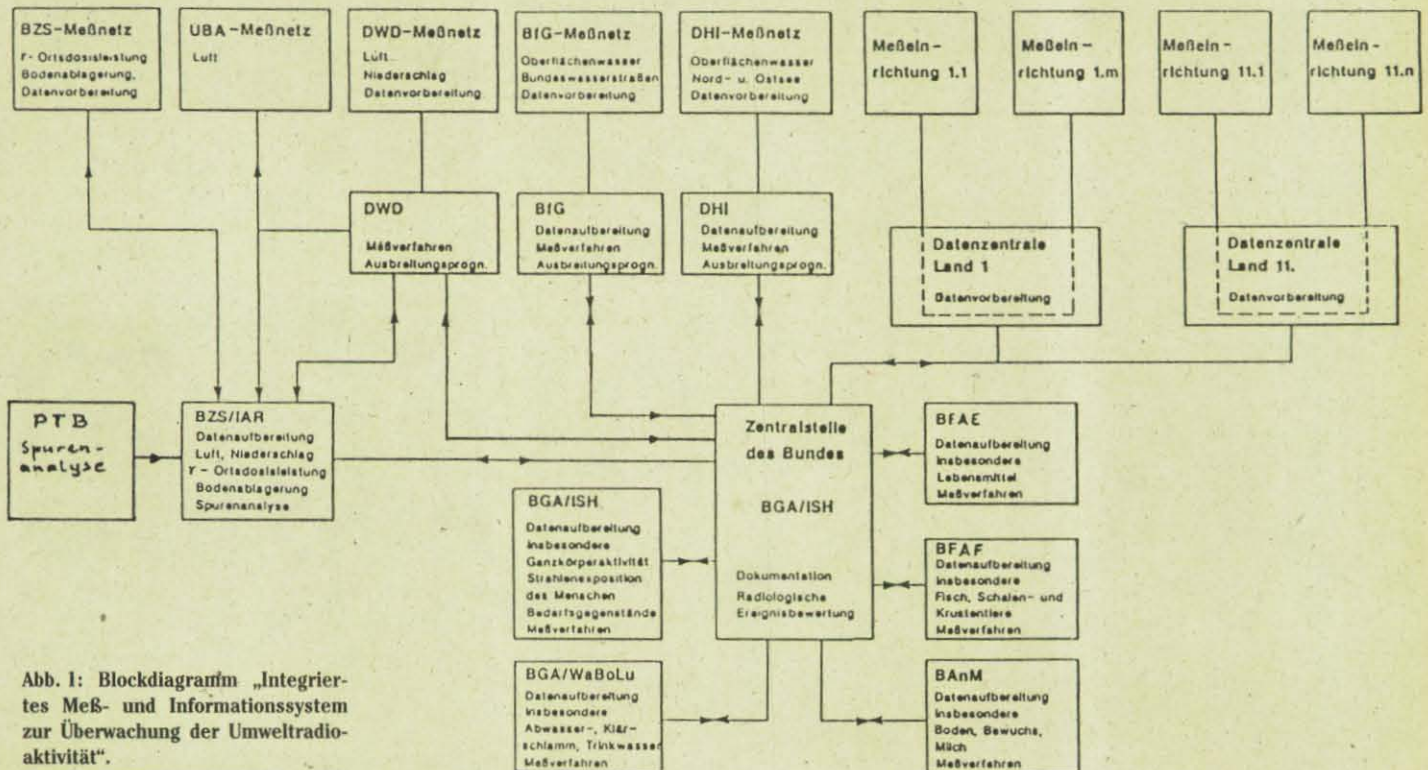 BZS-Meßnetz
γ- Ortsdosisleistung
Bodenablagerung,
Datenvorbereitung
UBA-Meßnetz
Luft
DWD-Meßnetz
Luft
Niederschlag
Datenvorbereitung
BfG-Meßnetz
Oberflächenwasser
Bundeswasserstraßen
Datenvorbereitung
DHI-Meßnetz
Oberflächenwasser
Nord- u. Ostsee
Datenvorbereitung
Meßein-
richtung 1.1
Meßein-
richtung 1.m
Meßein-
richtung 11.1
Meßein-
richtung 11.n
DWD
Meßverfahren
Ausbreitungsprogn.
BfG
Datenaufbereitung
Meßverfahren
Ausbreitungsprogn.
DHI
Datenaufbereitung
Meßverfahren
Ausbreitungsprogn.
Datenzentrale
Land 1
Datenvorbereitung
Datenzentrale
Land 11.
Datenvorbereitung
PTB
Spuren-
analyse
BZS/IAR
Datenaufbereitung
Luft, Niederschlag
γ- Ortsdosisleistung
Bodenablagerung
Spurenanalyse
Zentralstelle
des Bundes
BGA/ISH
Dokumentation
Radiologische
Ereignisbewertung
BFAE
Datenaufbereitung
insbesondere
Lebensmittel
Meßverfahren
BGA/ISH
Datenaufbereitung
insbesondere
Ganzkörperaktivität
Strahlenexposition
des Menschen
Bedarfsgegenstände
Meßverfahren
BFAF
Datenaufbereitung
insbesondere
Fisch, Schalen- und
Krustentiere
Meßverfahren
BGA/WaBoLu
Datenaufbereitung
insbesondere
Abwasser-, Klär-
schlamm, Trinkwasser
Meßverfahren
BAnM
Datenaufbereitung
insbesondere
Boden, Bewuchs,
Milch
Meßverfahren
Abb. 1: Blockdiagramm „Integrier-
tes Meß- und Informationssystem
zur Überwachung der Umweltradio-
aktivität“.